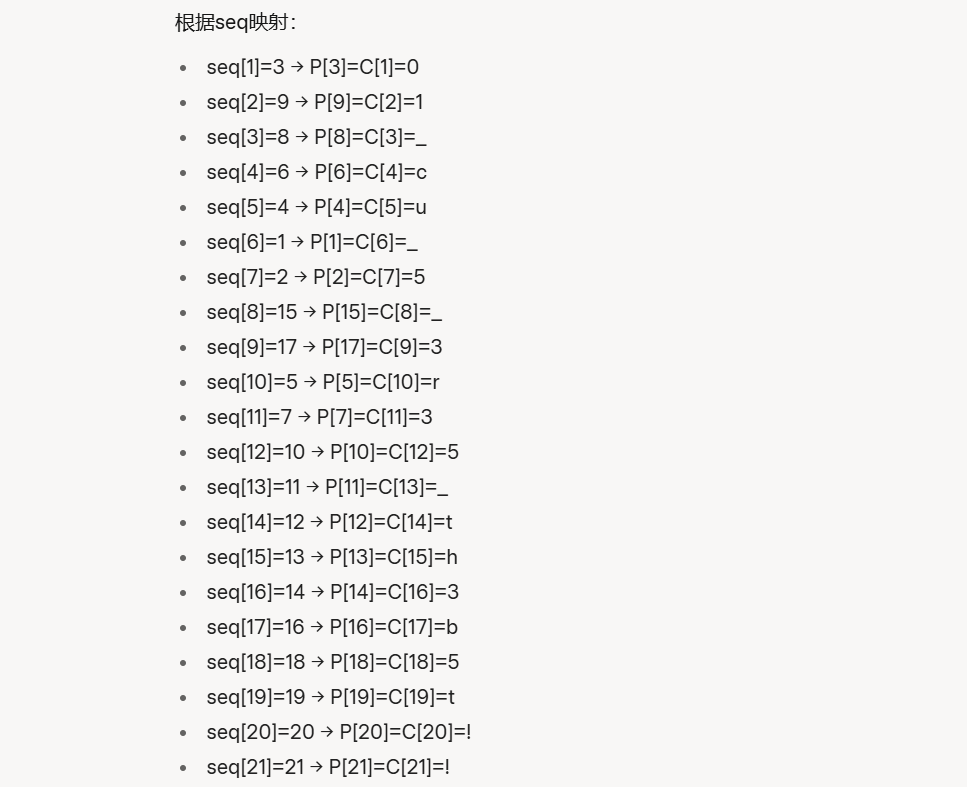 根据seq映射：
• seq[1]=3 → P[3]=C[1]=0
• seq[2]=9 → P[9]=C[2]=1
• seq[3]=8 → P[8]=C[3]=_
• seq[4]=6 → P[6]=C[4]=c
• seq[5]=4 → P[4]=C[5]=u
• seq[6]=1 → P[1]=C[6]=_
• seq[7]=2 → P[2]=C[7]=5
• seq[8]=15 → P[15]=C[8]=_
• seq[9]=17 → P[17]=C[9]=3
• seq[10]=5 → P[5]=C[10]=r
• seq[11]=7 → P[7]=C[11]=3
• seq[12]=10 → P[10]=C[12]=5
• seq[13]=11 → P[11]=C[13]=_
• seq[14]=12 → P[12]=C[14]=t
• seq[15]=13 → P[13]=C[15]=h
• seq[16]=14 → P[14]=C[16]=3
• seq[17]=16 → P[16]=C[17]=b
• seq[18]=18 → P[18]=C[18]=5
• seq[19]=19 → P[19]=C[19]=t
• seq[20]=20 → P[20]=C[20]=!
• seq[21]=21 → P[21]=C[21]=!